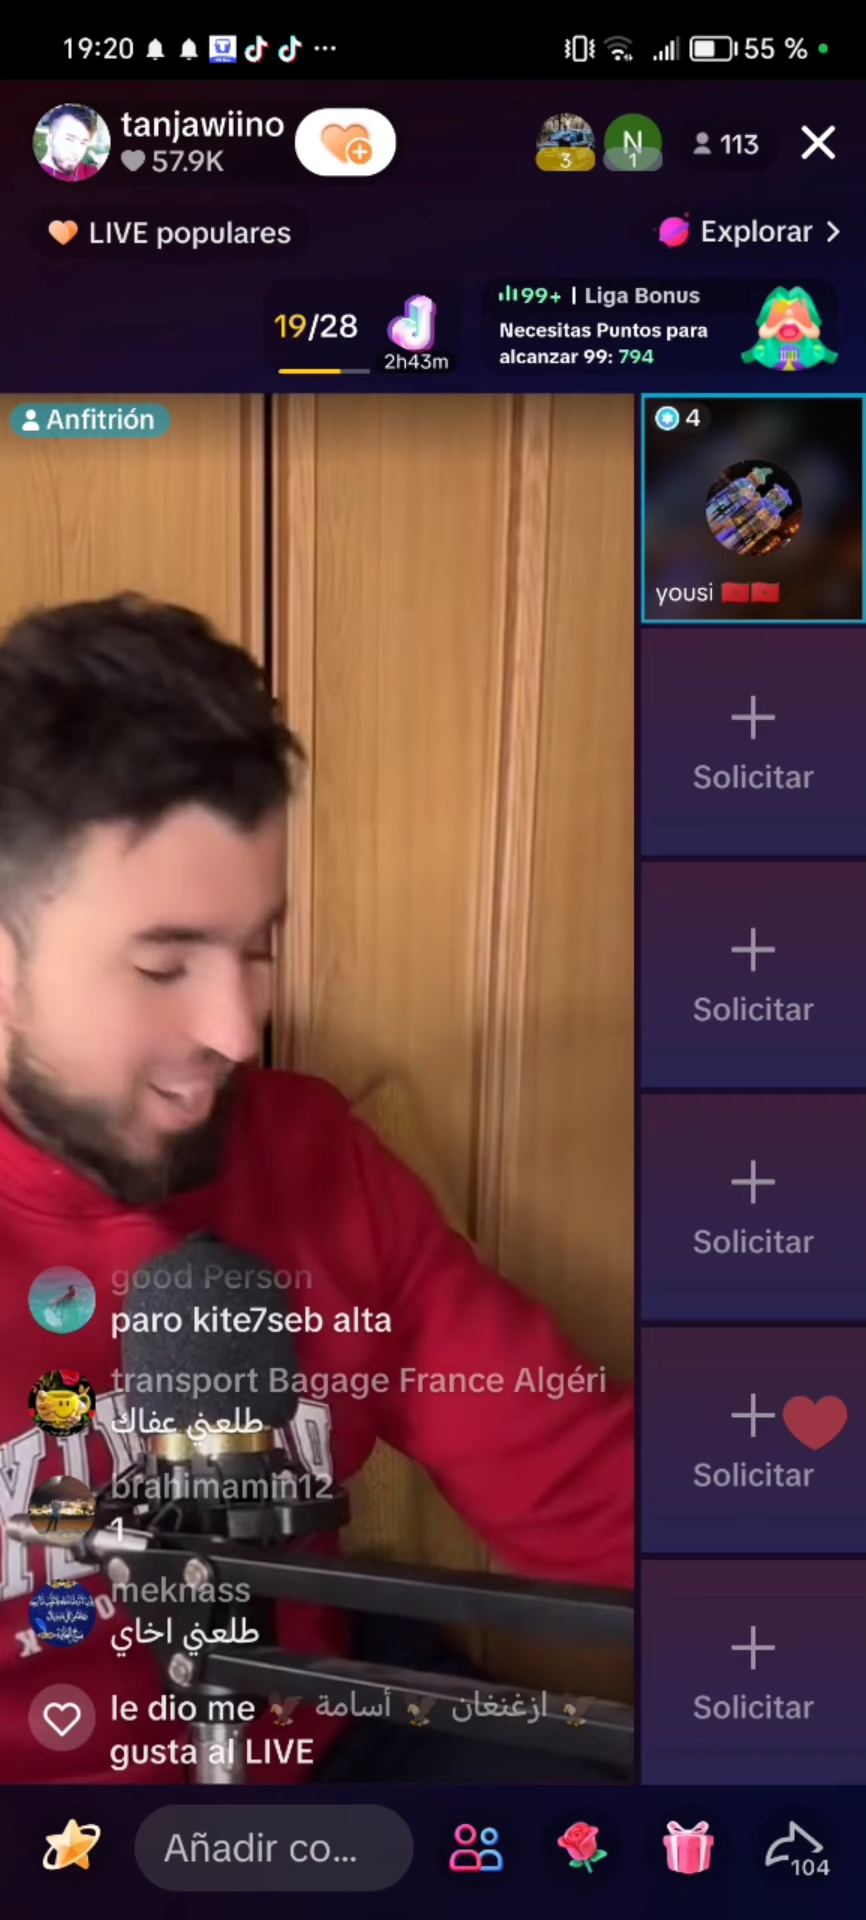 19:20
55 %
tanjawiino
57.9K
3
N
1
113
LIVE populares
Explorar
19/28
2h43m
99+ | Liga Bonus
Necesitas Puntos para
alcanzar 99: 794
Anfitrión
4
yousi
Solicitar
Solicitar
Solicitar
Solicitar
Solicitar
good Person
paro kite7seb alta
transport Bagage France Algéri
طلعني عفاك
brahimamin12
1
meknass
طلعني اخاي
le dio me أسامة ازغنغان
gusta al LIVE
Añadir co...
104